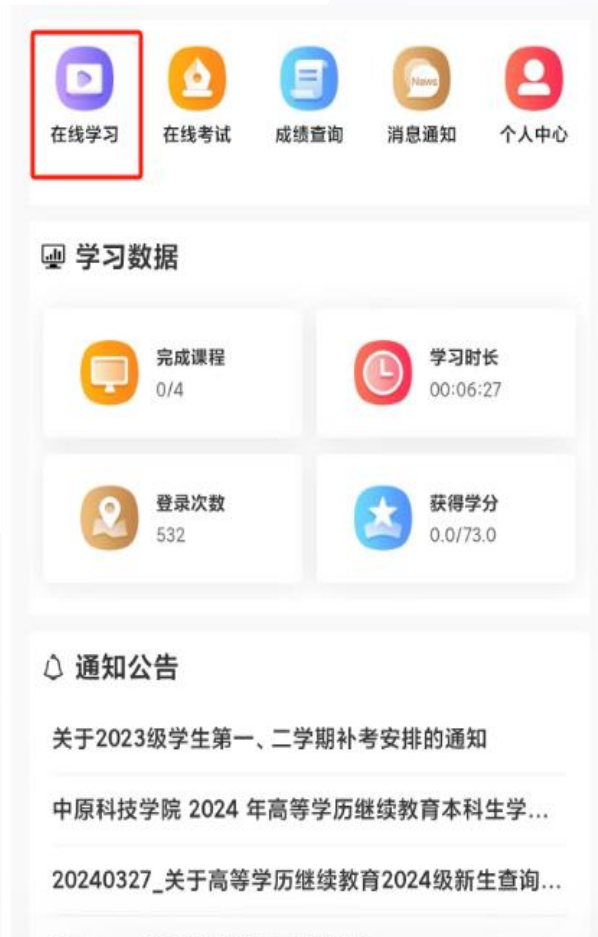 News
在线学习 在线考试 成绩查询 消息通知 个人中心
学习数据
完成课程 学习时长
0/4 00:06:27
登录次数 获得学分
532 0.0/73.0
通知公告
关于2023级学生第一、二学期补考安排的通知
中原科技学院 2024 年高等学历继续教育本科生学...
20240327_关于高等学历继续教育2024级新生查询...